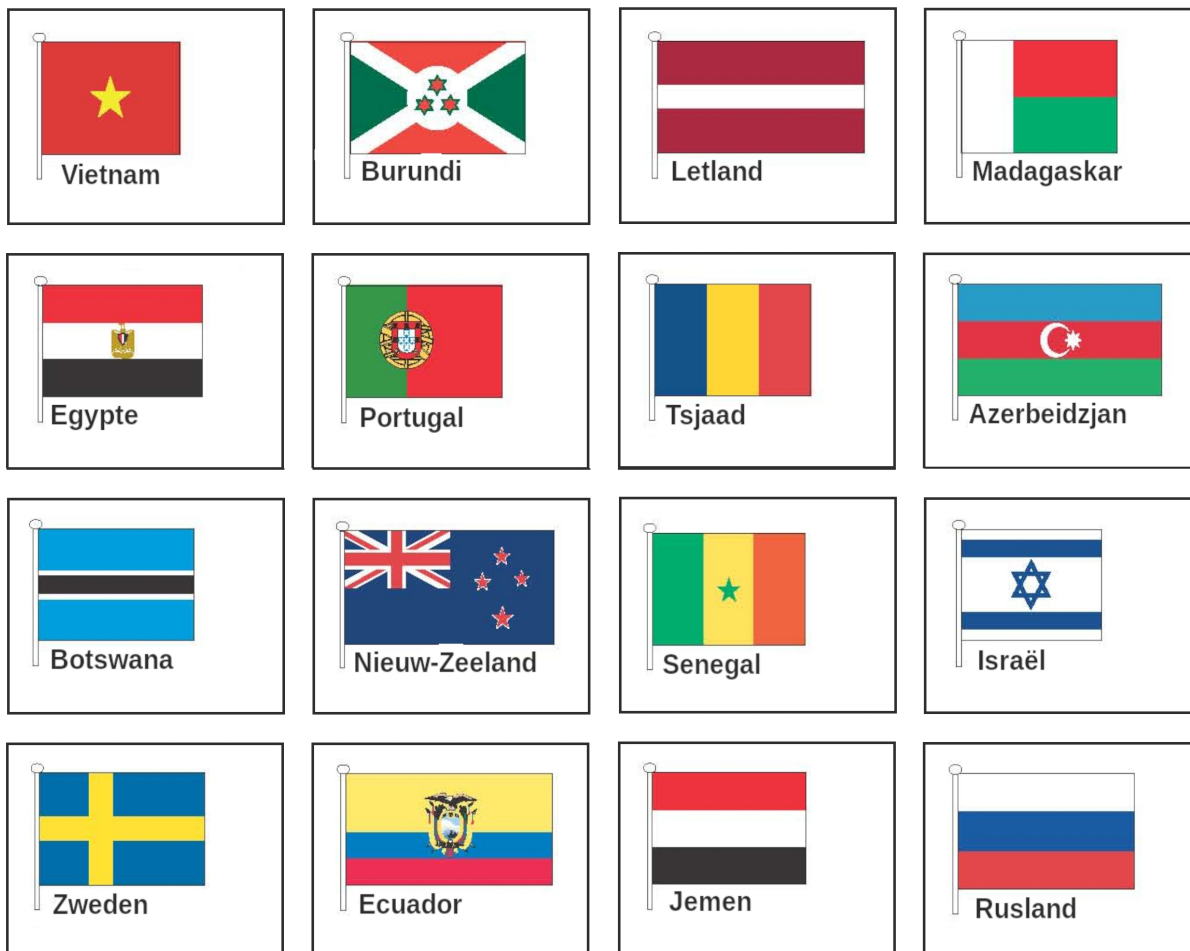 Vietnam
Burundi
Letland
Madagaskar
Egypte
Portugal
Tsjaad
Azerbeidzjan
Botswana
Nieuw-Zeeland
Senegal
Israël
Zweden
Ecuador
Jemen
Rusland